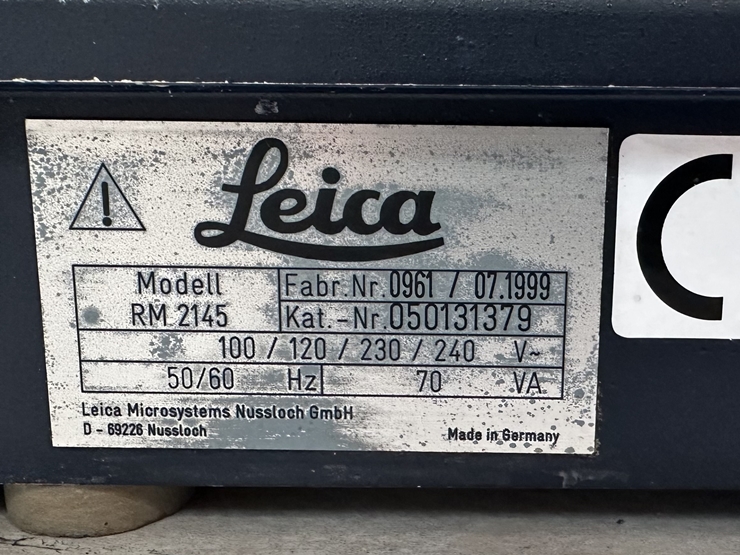 Leica
Modell
RM 2145
Fabr.Nr. 0961 / 07.1999
Kat.-Nr. 050131379
100 / 120 / 230 / 240 V~
50/60 Hz 70 VA
Leica Microsystems Nussloch GmbH
D - 69226 Nussloch
Made in Germany
C